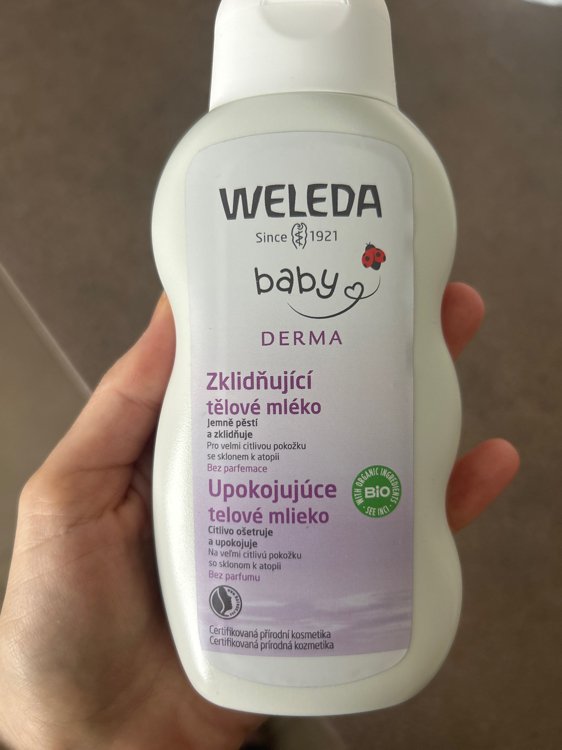 WELEDA
Since 1921
baby
DERMA
Zklidňující
tělové mléko
Jemně pěstí
a zklidňuje
Pro velmi citlivou pokožku
se sklonem k atopii
Bez parfemace
Upokojujúce
telové mlieko
Citlivo ošetruje
a upokojuje
Na veľmi citlivú pokožku
so sklonom k atopii
Bez parfumu
WITH ORGANIC INGREDIENTS
BIO
- SEE INCI -
Certifikovaná přírodní kosmetika
Certifikovaná prírodná kozmetika